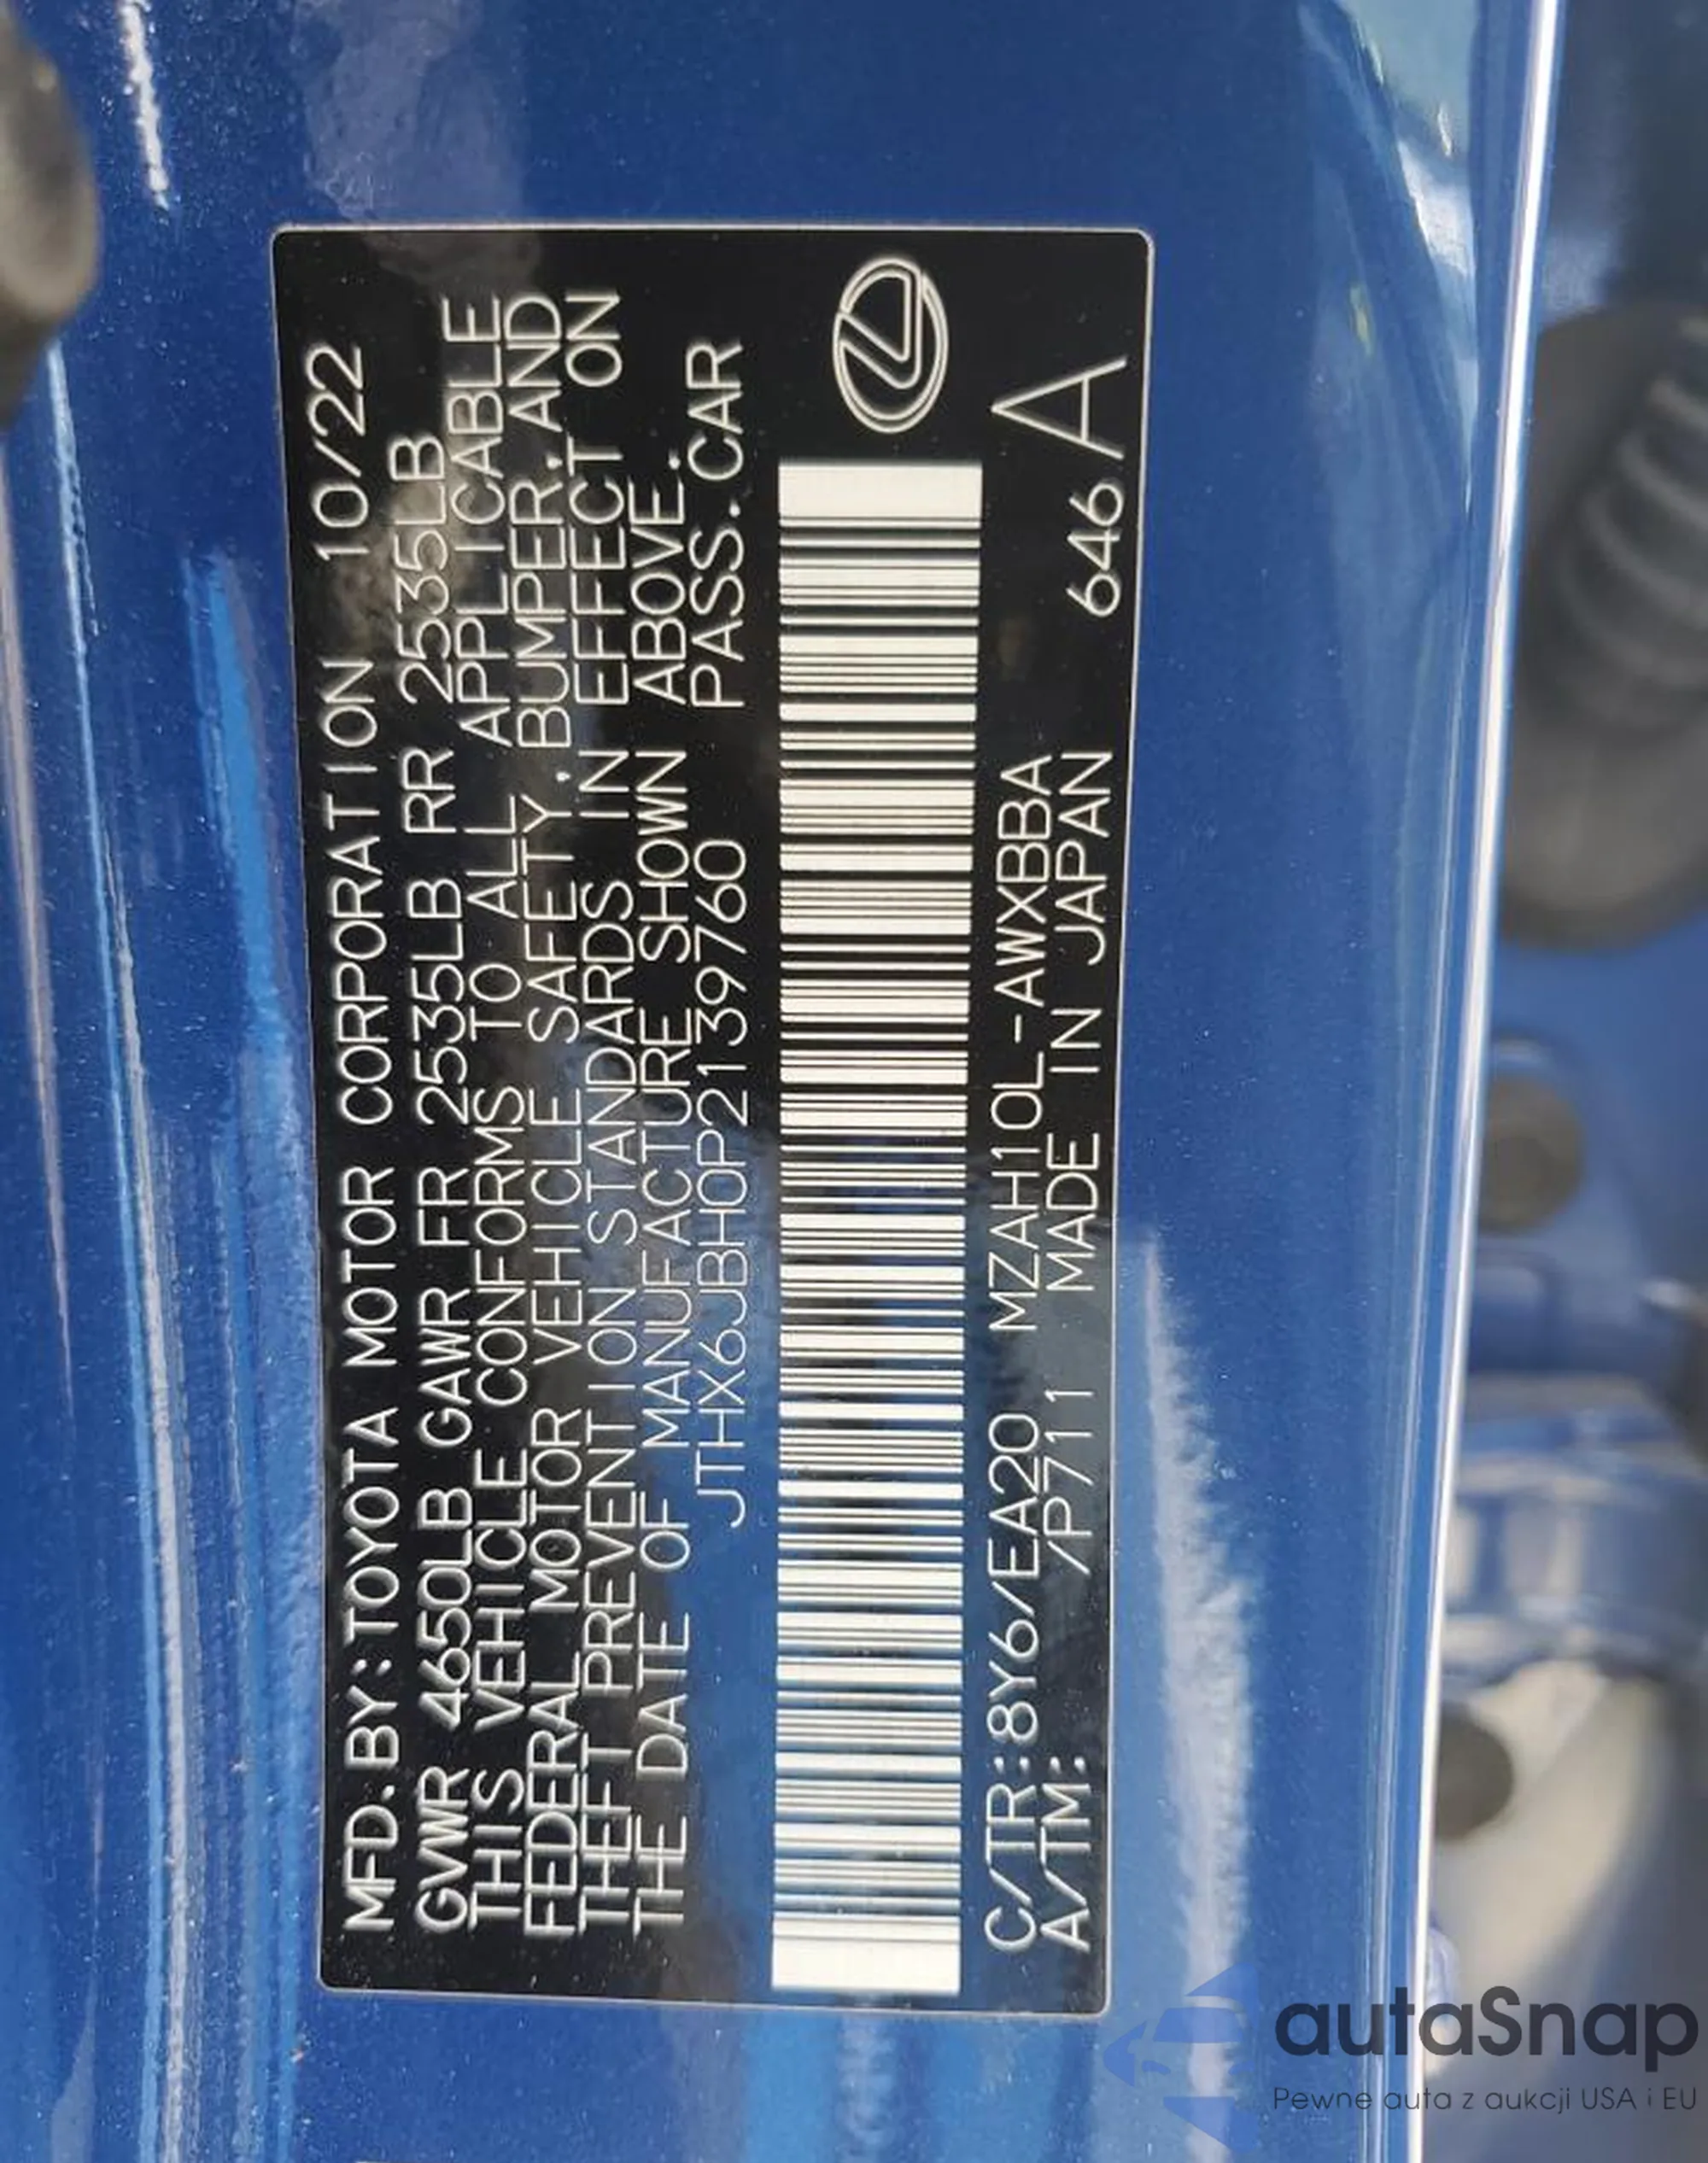 MFD.BY:TOYOTA MOTOR CORPORATION 10/22
GVWR 4650LB GAWR FR 2535LB RR 2535LB
THIS VEHICLE CONFORMS TO ALL APPLICABLE
FEDERAL MOTOR VEHICLE SAFETY,BUMPER,AND
THEFT PREVENTION STANDARDS IN EFFECT ON
THE DATE OF MANUFACTURE SHOWN ABOVE.
JTHX6JBH0P2139760 PASS.CAR
C/TR:8Y6/EA20 MZAH10L-AWXBBA
A/TM: /P711 MADE IN JAPAN 646A
autaSnap
Pewne auta z aukcji USA i EU